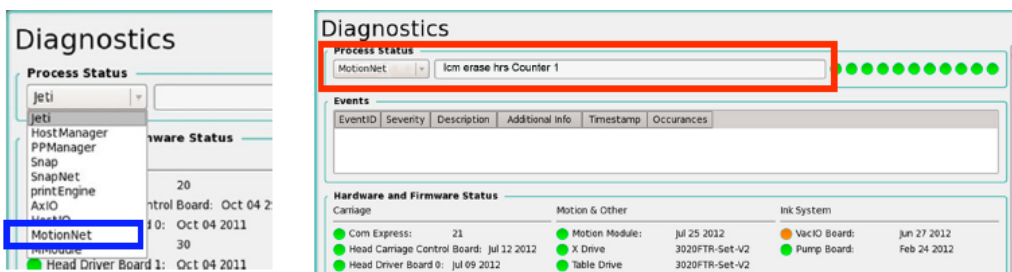 Diagnostics
Process Status
Jeti
Jeti
HostManager
PPManager
Snap
SnapNet
printEngine
AxIO
HostIO
MotionNet
MModule
ware Status
20
trol Board: Oct 04 2
0: Oct 04 2011
30
Head Driver Board 1: Oct 04 2011
Diagnostics
Process Status
MotionNet lcm erase hrs Counter 1
Events
EventID Severity Description Additional Info Timestamp Occurances
Hardware and Firmware Status
Carriage Motion & Other Ink System
Com Express: 21 Motion Module: Jul 25 2012 VacIO Board: Jun 27 2012
Head Carriage Control Board: Jul 12 2012 X Drive 3020FTR-Set-V2 Pump Board: Feb 24 2012
Head Driver Board 0: Jul 09 2012 Table Drive 3020FTR-Set-V2